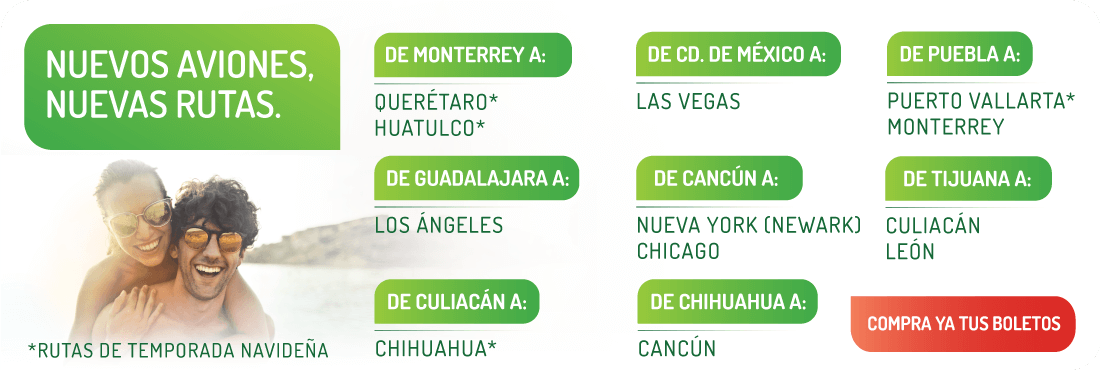 NUEVOS AVIONES,
NUEVAS RUTAS.
DE MONTERREY A:
QUERÉTARO*
HUATULCO*
DE CD. DE MÉXICO A:
LAS VEGAS
DE PUEBLA A:
PUERTO VALLARTA*
MONTERREY
DE GUADALAJARA A:
LOS ÁNGELES
DE CANCÚN A:
NUEVA YORK (NEWARK)
CHICAGO
DE TIJUANA A:
CULIACÁN
LEÓN
DE CULIACÁN A:
CHIHUAHUA*
DE CHIHUAHUA A:
CANCÚN
COMPRA YA TUS BOLETOS
*RUTAS DE TEMPORADA NAVIDEÑA